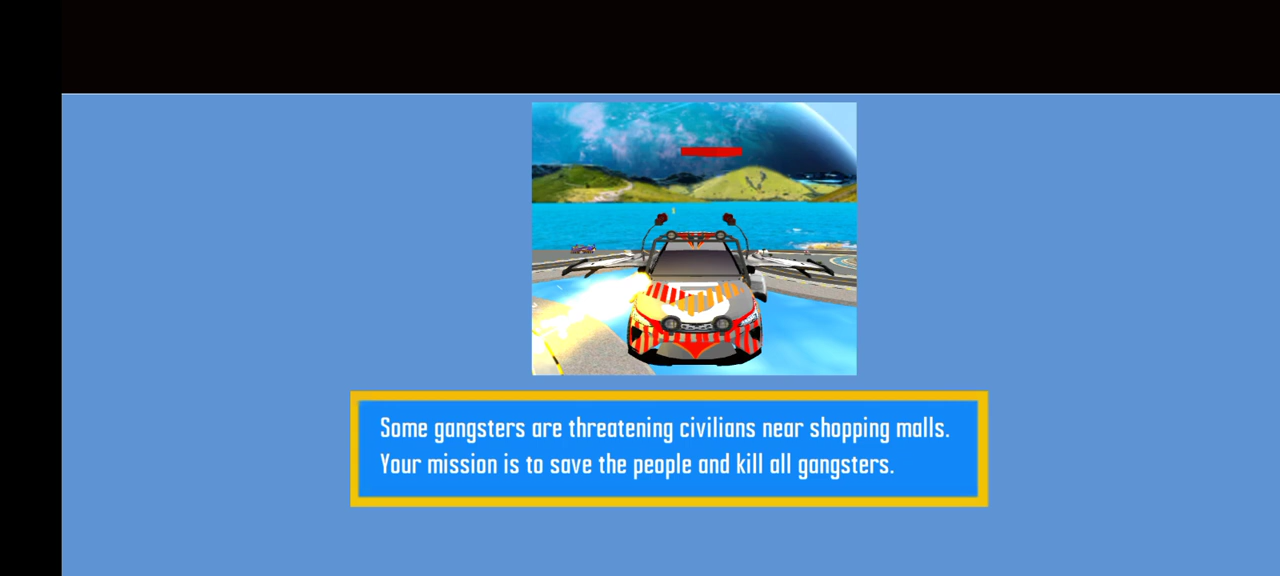 Some gangsters are threatening civilians near shopping malls.
Your mission is to save the people and kill all gangsters.